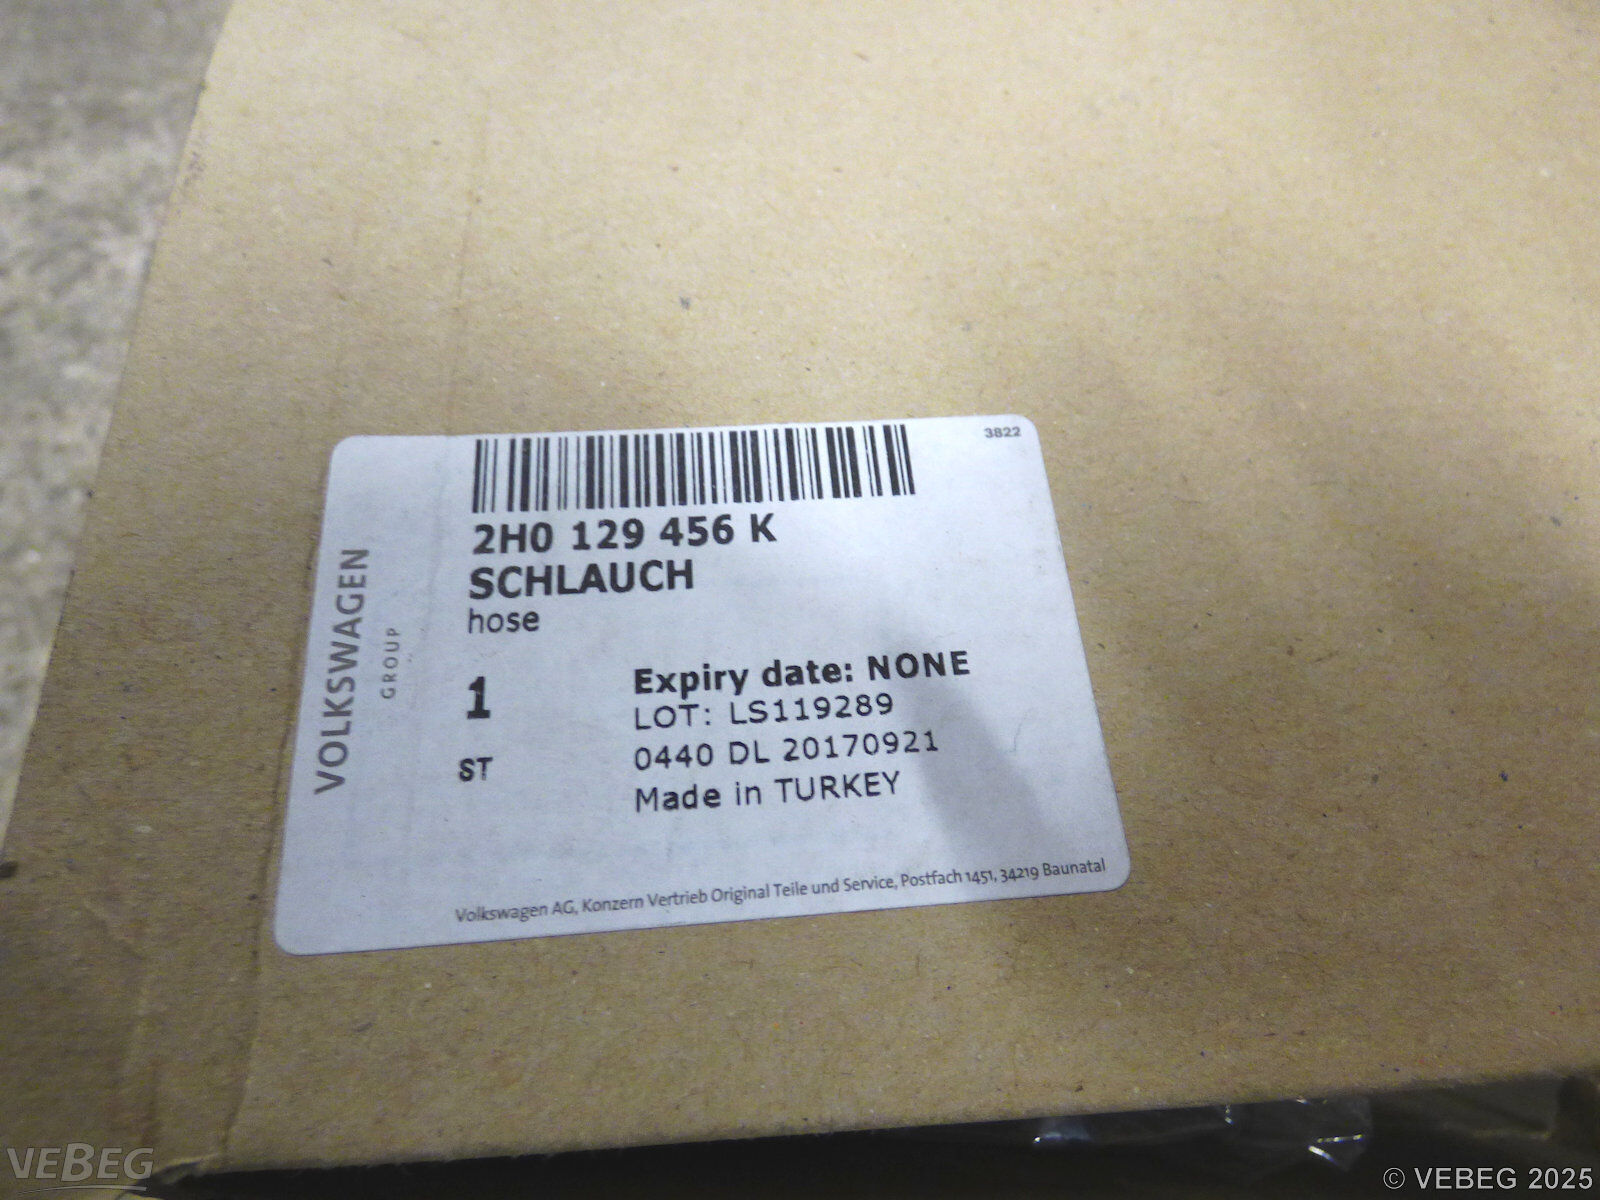 3822
2H0 129 456 K
SCHLAUCH
hose
VOLKSWAGEN
GROUP
1
ST
Expiry date: NONE
LOT: LS119289
0440 DL 20170921
Made in TURKEY
Volkswagen AG, Konzern Vertrieb Original Teile und Service, Postfach 1451, 34219 Baunatal
VEBEG
© VEBEG 2025